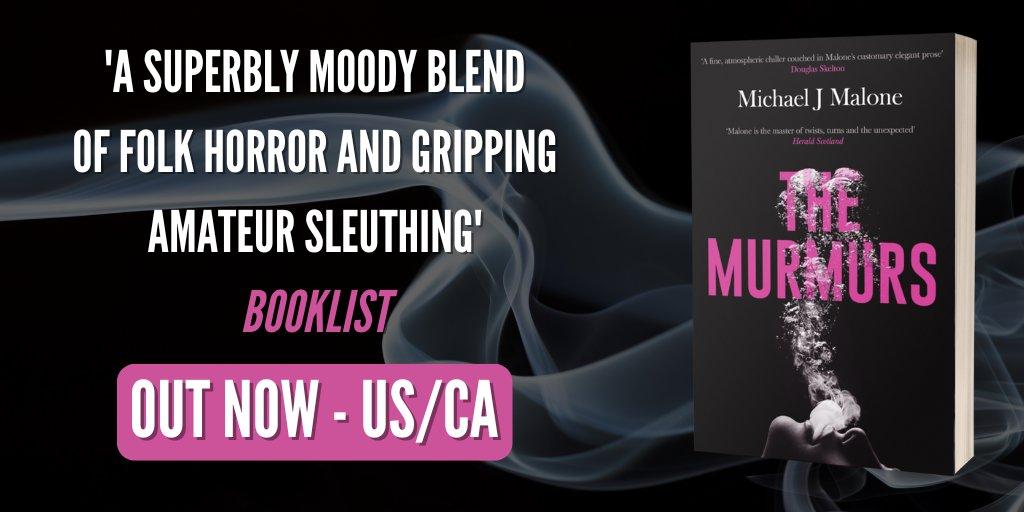 'A SUPERBLY MOODY BLEND
OF FOLK HORROR AND GRIPPING
AMATEUR SLEUTHING'
BOOKLIST
OUT NOW - US/CA
'A fine, atmospheric chiller couched in Malone's customary elegant prose'
Douglas Skelton
Michael J Malone
'Malone is the master of twists, turns and the unexpected'
Herald Scotland
THE
MURMURS